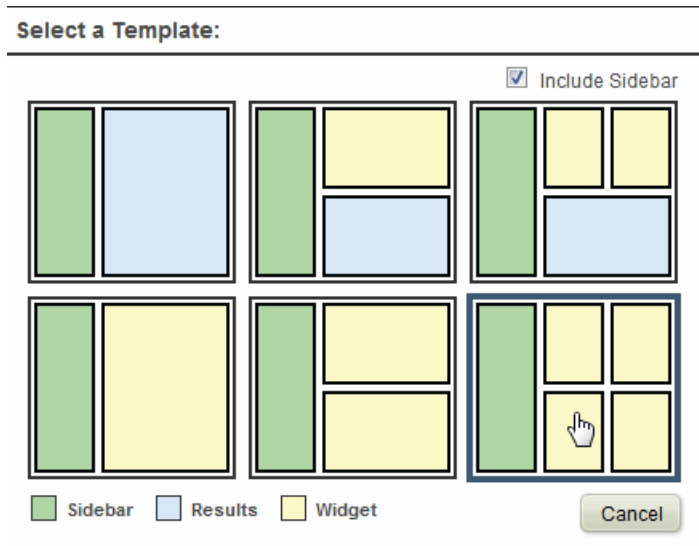 Select a Template:
Include Sidebar
Sidebar Results Widget
Cancel